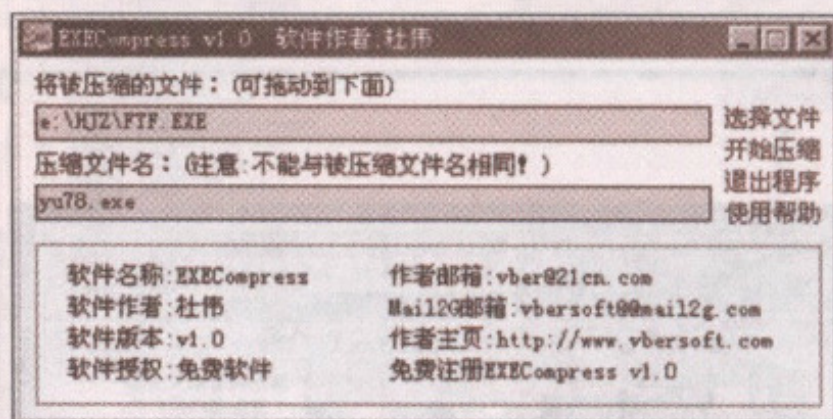 EXECompress v1.0 软件作者:杜伟
将被压缩的文件：(可拖动到下面)
e:\HJZ\FTF.EXE
压缩文件名：(注意:不能与被压缩文件名相同! )
yu78.exe
选择文件
开始压缩
退出程序
使用帮助
软件名称:EXECompress
软件作者:杜伟
软件版本:v1.0
软件授权:免费软件
作者邮箱:vber@21cn.com
Mail2G邮箱:vbersoft@@mail2g.com
作者主页:http://www.vbersoft.com
免费注册EXECompress v1.0